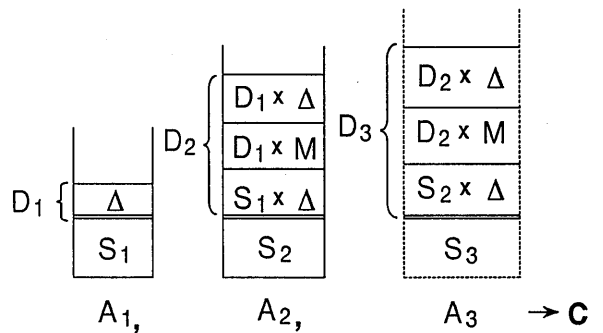 D1
Δ
S1
A1,
D2
D1 x Δ
D1 x M
S1 x Δ
S2
A2,
D3
D2 x Δ
D2 x M
S2 x Δ
S3
A3
→ C